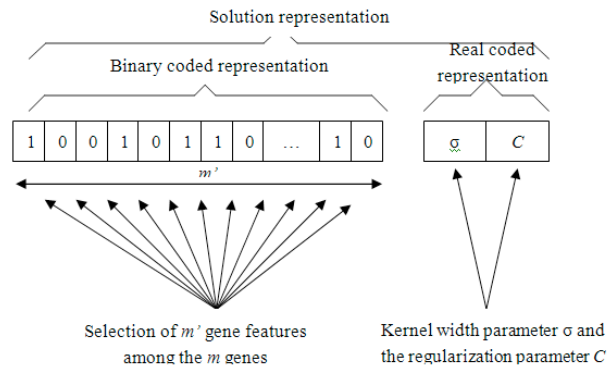 Solution representation
Binary coded representation
Real coded
representation
1 0 0 1 0 1 1 0 ... 1 0
σ C
m'
Selection of m' gene features
among the m genes
Kernel width parameter σ and
the regularization parameter C